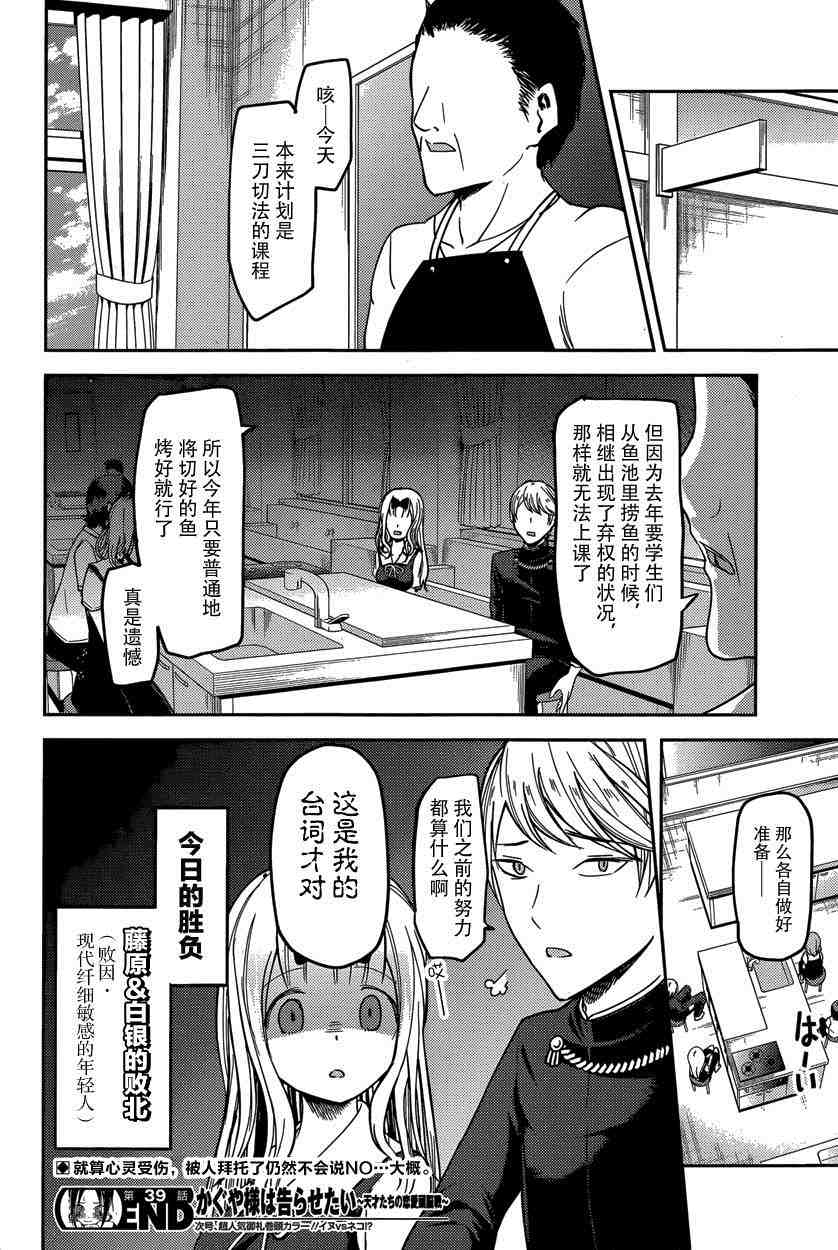 咳—今天
本来计划是
三刀切法的课程
但因为去年要学生们
从鱼池里捞鱼的时候,
相继出现了弃权的状况,
那样就无法上课了
所以今年只要普通地
将切好的鱼
烤好就行了
真是遗憾
那么各自做好
准备——
はーい
我们之前的努力
都算什么啊
哎
这是我的
台词才对
今日的胜负
藤原&白银的败北
（败因·
现代纤细敏感的年轻人）
就算心灵受伤，被人拜托了仍然不会说NO…大概。
第39話
END
かぐや様は告らせたい
~天才たちの恋愛頭脳戦~
次号、超人気御礼巻頭カラー!!イヌvsネコ!?